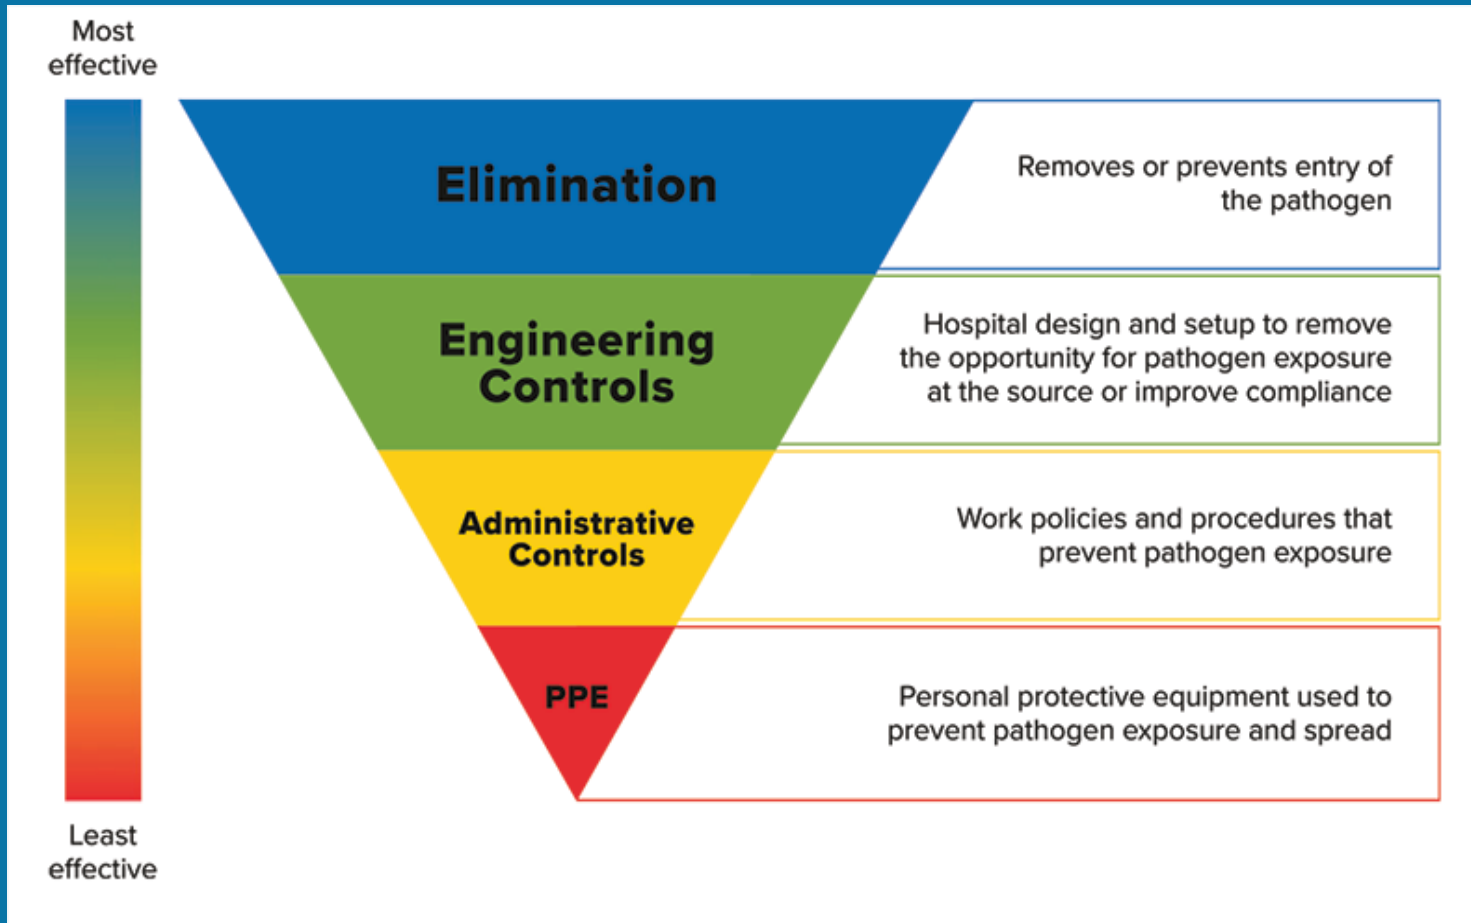 Most
effective
Elimination
Removes or prevents entry of
the pathogen
Engineering
Controls
Hospital design and setup to remove
the opportunity for pathogen exposure
at the source or improve compliance
Administrative
Controls
Work policies and procedures that
prevent pathogen exposure
PPE
Personal protective equipment used to
prevent pathogen exposure and spread
Least
effective